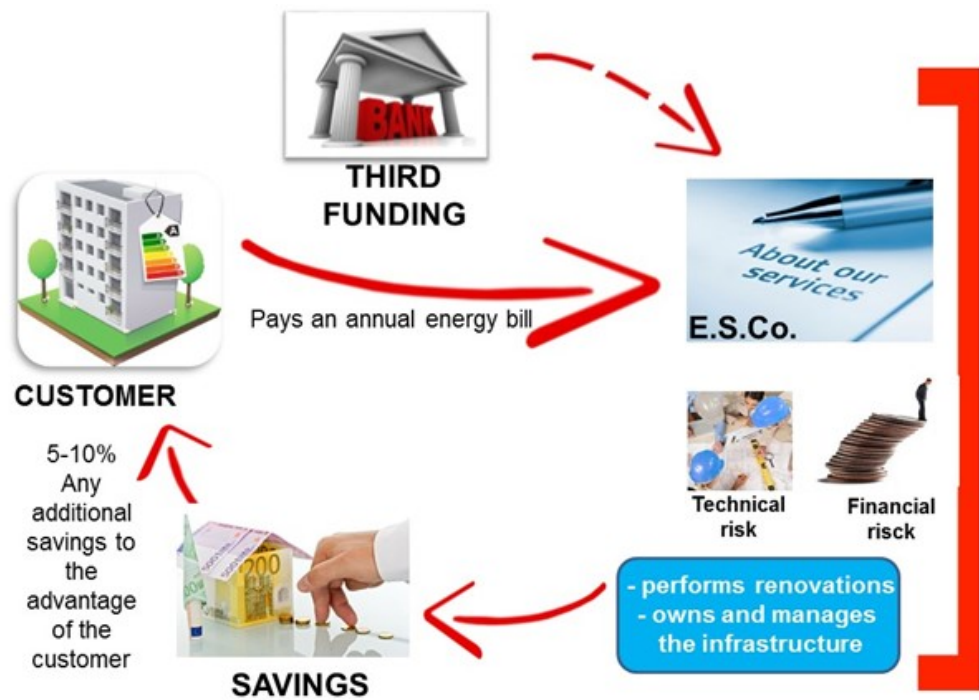 BANK
THIRD
FUNDING
A
About our
services
E.S.Co.
Pays an annual energy bill
CUSTOMER
5-10%
Any
additional
savings to
the
advantage
of the
customer
Technical
risk
Financial
risck
200
- performs renovations
- owns and manages
the infrastructure
SAVINGS